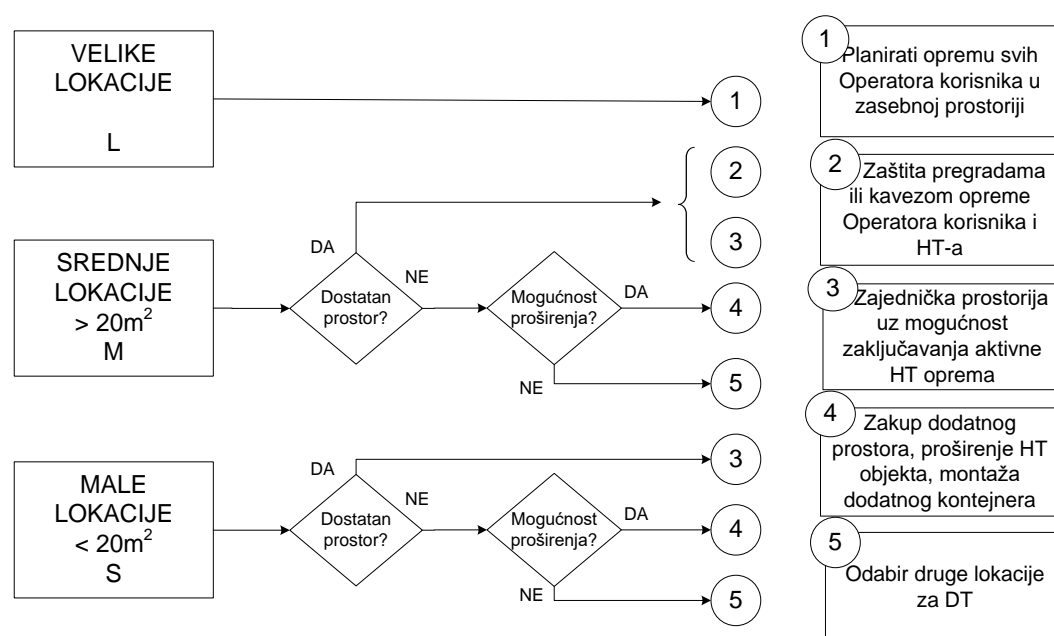 VELIKE
LOKACIJE
L
1
2
3
DA
SREDNJE
LOKACIJE
> 20m²
M
Dostatan
prostor?
NE
Mogućnost
proširenja?
DA
4
NE
5
MALE
LOKACIJE
< 20m²
S
DA
3
Dostatan
prostor?
NE
Mogućnost
proširenja?
DA
4
NE
5
1
Planirati opremu svih
Operatora korisnika u
zasebnoj prostoriji
2
Zaštita pregradama
ili kavezom opreme
Operatora korisnika i
HT-a
3
Zajednička prostorija
uz mogućnost
zaključavanja aktivne
HT oprema
4
Zakup dodatnog
prostora, proširenje HT
objekta, montaža
dodatnog kontejnera
5
Odabir druge lokacije
za DT